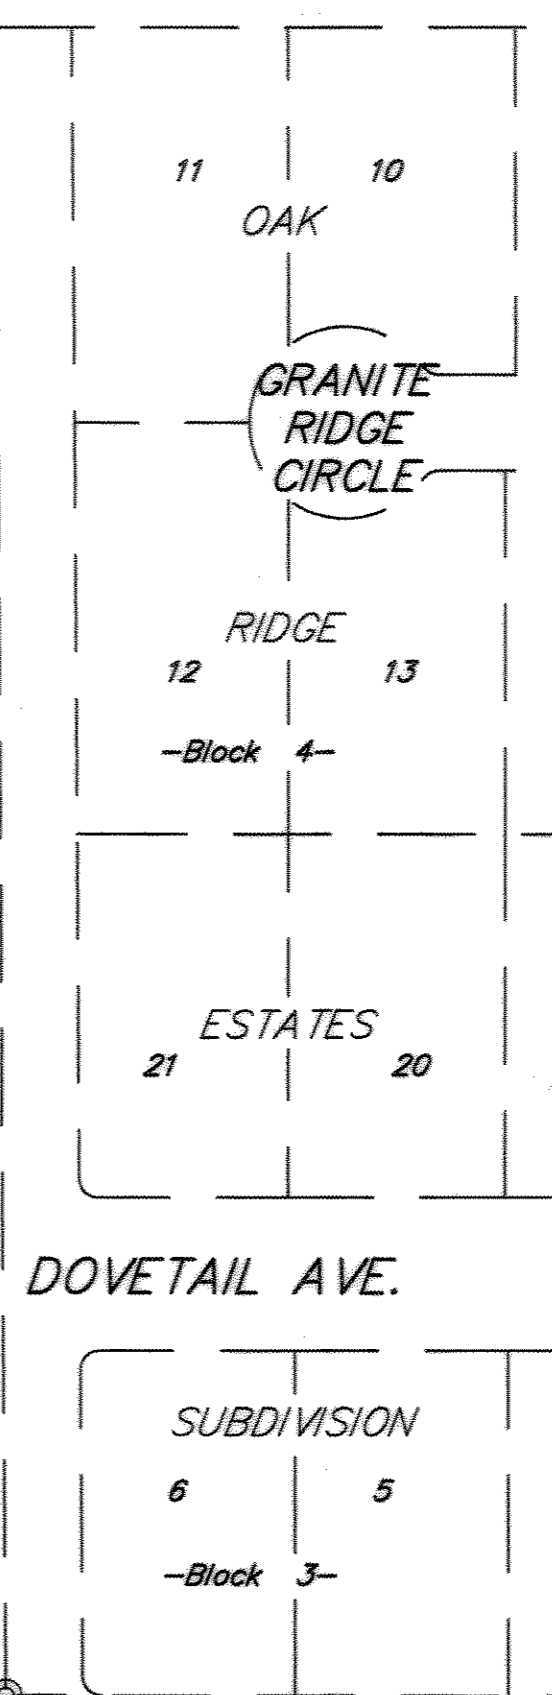 11 10
OAK
GRANITE
RIDGE
CIRCLE
RIDGE
12 13
-Block 4-
ESTATES
21 20
DOVETAIL AVE.
SUBDIVISION
6 5
-Block 3-